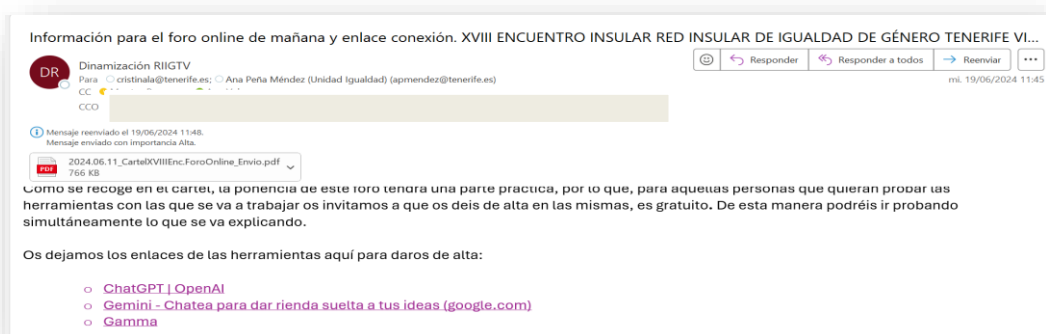 Información para el foro online de mañana y enlace conexión. XVIII ENCUENTRO INSULAR RED INSULAR DE IGUALDAD DE GÉNERO TENERIFE VI...
DR
Dinamización RIIGTV
Responder
Responder a todos
Reenviar
Para cristinala@tenerife.es; Ana Peña Méndez (Unidad Igualdad) (apmendez@tenerife.es)
mi. 19/06/2024 11:45
CC
CCO
Mensaje reenviado el 19/06/2024 11:48.
Mensaje enviado con importancia Alta.
PDF
2024.06.11_CartelXVIIIEnc.ForoOnline_Envio.pdf
766 KB
Como se recoge en el cartel, la ponencia de este foro tendrá una parte práctica, por lo que, para aquellas personas que quieran probar las
herramientas con las que se va a trabajar os invitamos a que os deis de alta en las mismas, es gratuito. De esta manera podréis ir probando
simultáneamente lo que se va explicando.
Os dejamos los enlaces de las herramientas aquí para daros de alta:
o ChatGPT | OpenAI
o Gemini - Chatea para dar rienda suelta a tus ideas (google.com)
o Gamma